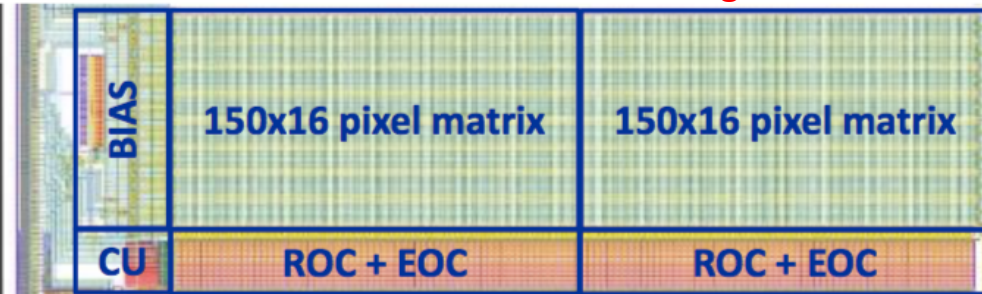 BIAS
150x16 pixel matrix
150x16 pixel matrix
CU
ROC + EOC
ROC + EOC